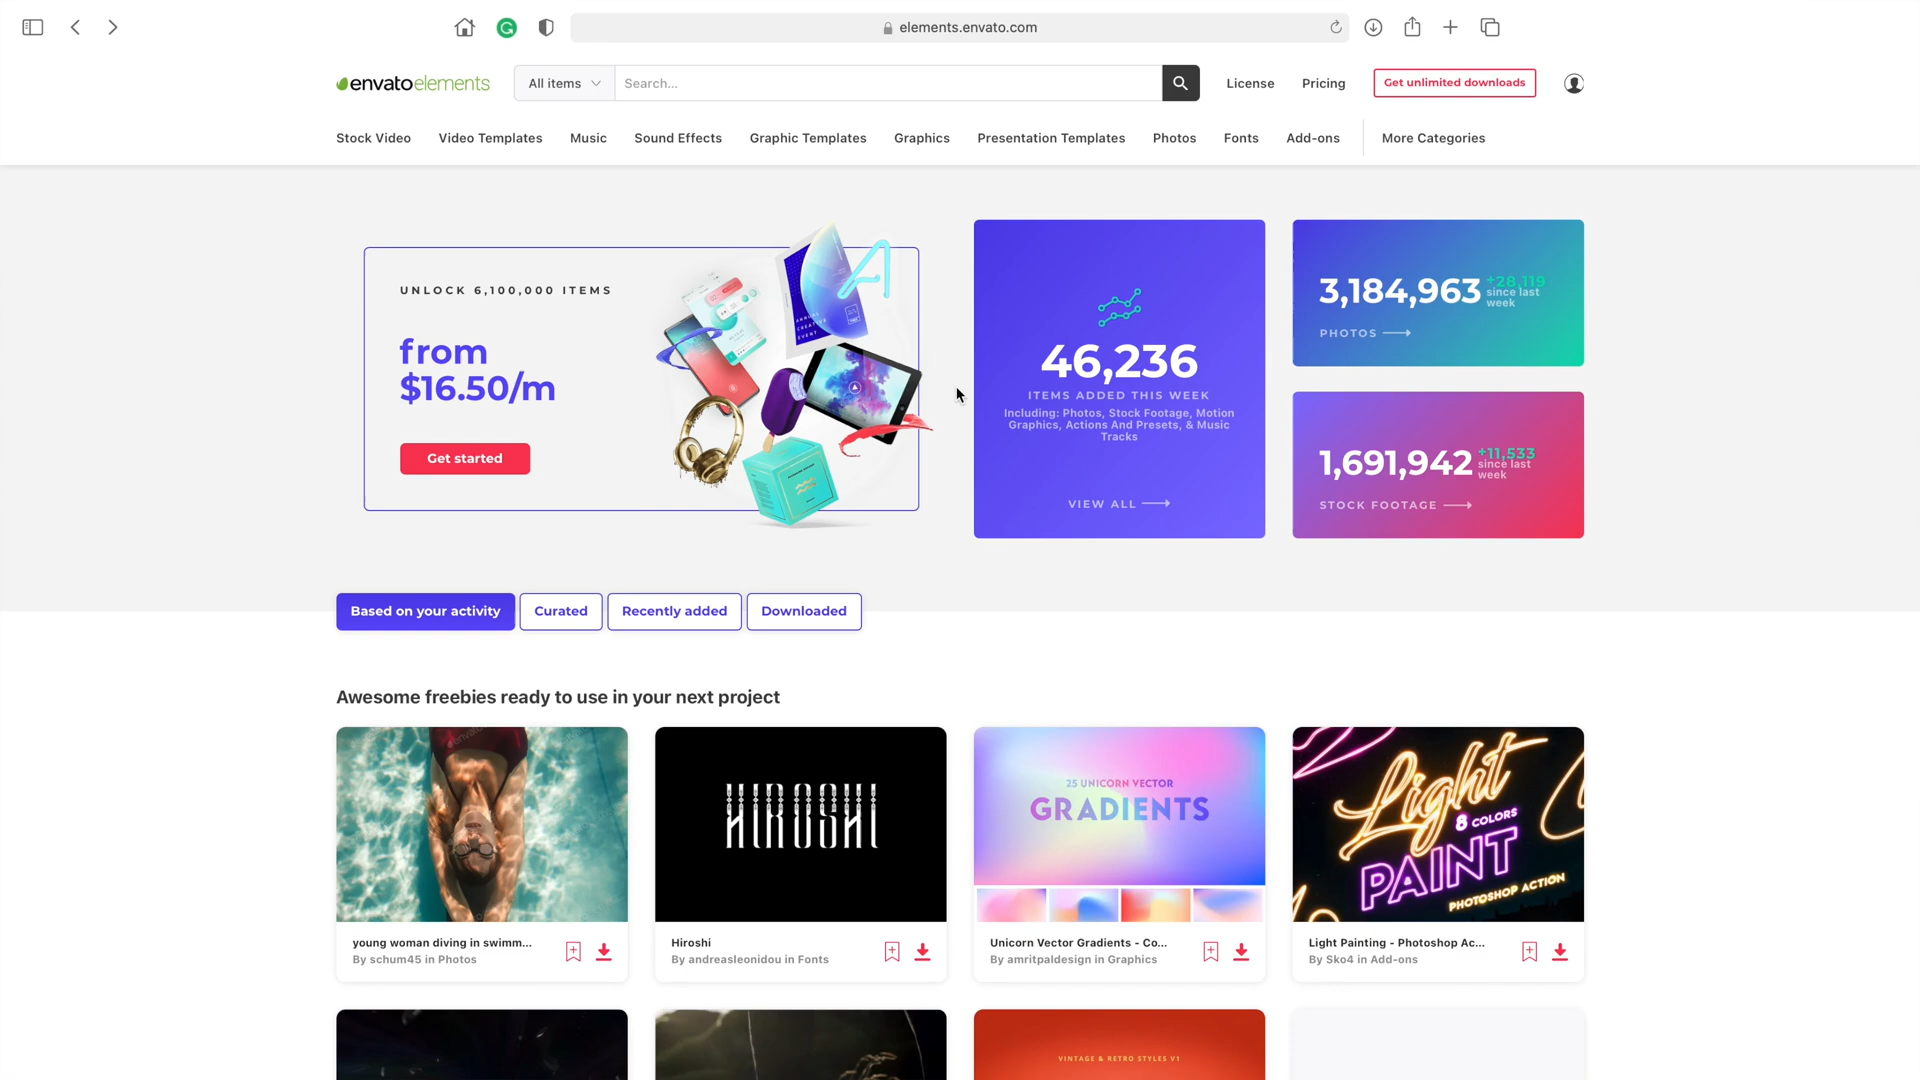 elements.envato.com
envatoelements
All items
Search...
License
Pricing
Get unlimited downloads
Stock Video
Video Templates
Music
Sound Effects
Graphic Templates
Graphics
Presentation Templates
Photos
Fonts
Add-ons
More Categories
UNLOCK 6,100,000 ITEMS
from
$16.50/m
Get started
ANNUAL
CREATIVE
EVENT
46,236
ITEMS ADDED THIS WEEK
Including: Photos, Stock Footage, Motion
Graphics, Actions And Presets, & Music
Tracks
VIEW ALL
3,184,963
+28,119
since last
week
PHOTOS
1,691,942
+11,533
since last
week
STOCK FOOTAGE
Based on your activity
Curated
Recently added
Downloaded
Awesome freebies ready to use in your next project
HIROSHI
25 UNICORN VECTOR
GRADIENTS
Light
8 COLORS
PAINT
PHOTOSHOP ACTION
young woman diving in swimm...
By schum45 in Photos
Hiroshi
By andreasleonidou in Fonts
Unicorn Vector Gradients - Co...
By amritpaldesign in Graphics
Light Painting - Photoshop Ac...
By Sko4 in Add-ons
VINTAGE & RETRO STYLES V1